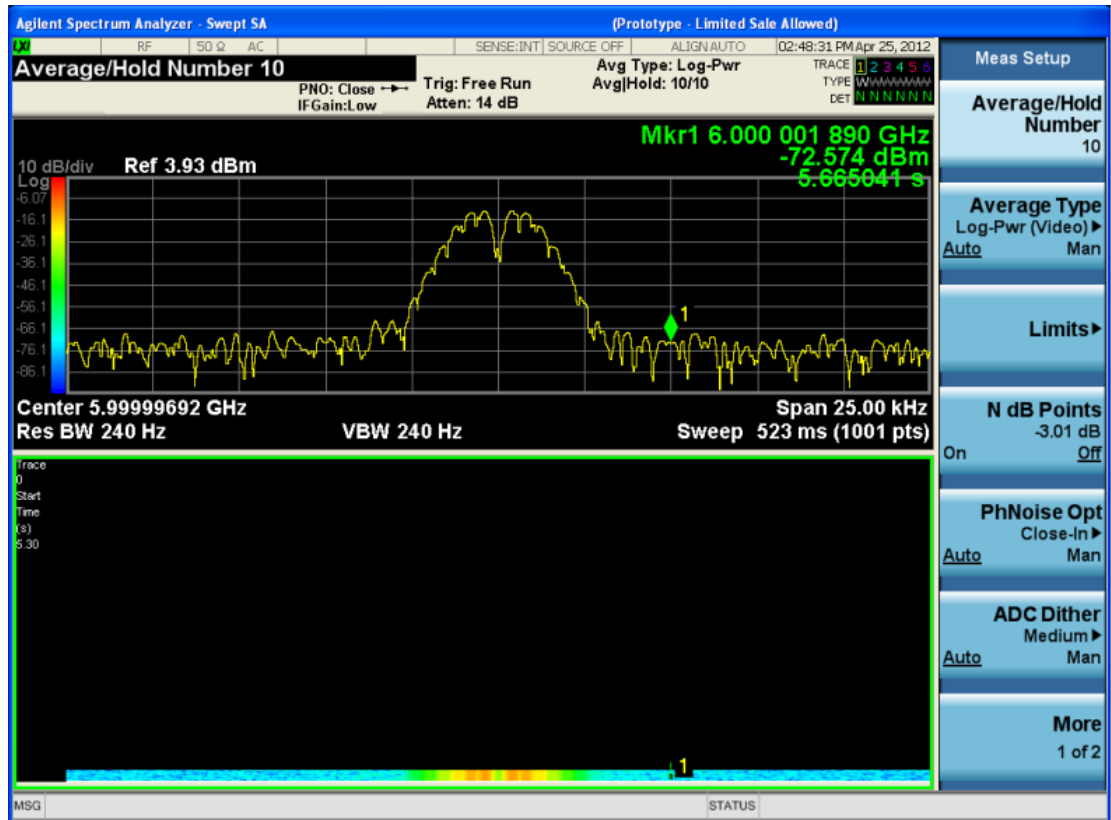 Agilent Spectrum Analyzer - Swept SA
(Prototype - Limited Sale Allowed)
LXI RF 50 Ω AC SENSE:INT SOURCE OFF ALIGN AUTO 02:48:31 PM Apr 25, 2012
Average/Hold Number 10
PNO: Close
IFGain:Low
Trig: Free Run
Atten: 14 dB
Avg Type: Log-Pwr
Avg|Hold: 10/10
TRACE 1 2 3 4 5 6
TYPE WWWWWW
DET N N N N N N
Mkr1 6.000 001 890 GHz
-72.574 dBm
5.665041 s
10 dB/div Ref 3.93 dBm
Log
-6.07
-16.1
-26.1
-36.1
-46.1
-56.1
-66.1
-76.1
-86.1
1
Center 5.99999692 GHz
Span 25.00 kHz
Res BW 240 Hz
VBW 240 Hz
Sweep 523 ms (1001 pts)
Trace
0
Start
Time
(s)
5.30
1
MSG
STATUS
Meas Setup
Average/Hold
Number
10
Average Type
Log-Pwr (Video)
Auto Man
Limits
N dB Points
-3.01 dB
On Off
PhNoise Opt
Close-In
Auto Man
ADC Dither
Medium
Auto Man
More
1 of 2